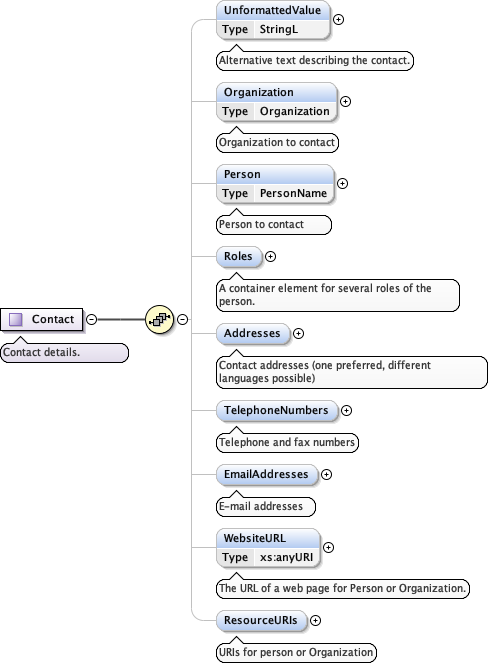 UnformattedValue
Type StringL
Alternative text describing the contact.
Organization
Type Organization
Organization to contact
Person
Type PersonName
Person to contact
Roles
A container element for several roles of the
person.
Contact
Contact details.
Addresses
Contact addresses (one preferred, different
languages possible)
TelephoneNumbers
Telephone and fax numbers
EmailAddresses
E-mail addresses
WebsiteURL
Type xs:anyURI
The URL of a web page for Person or Organization.
ResourceURIs
URIs for person or Organization